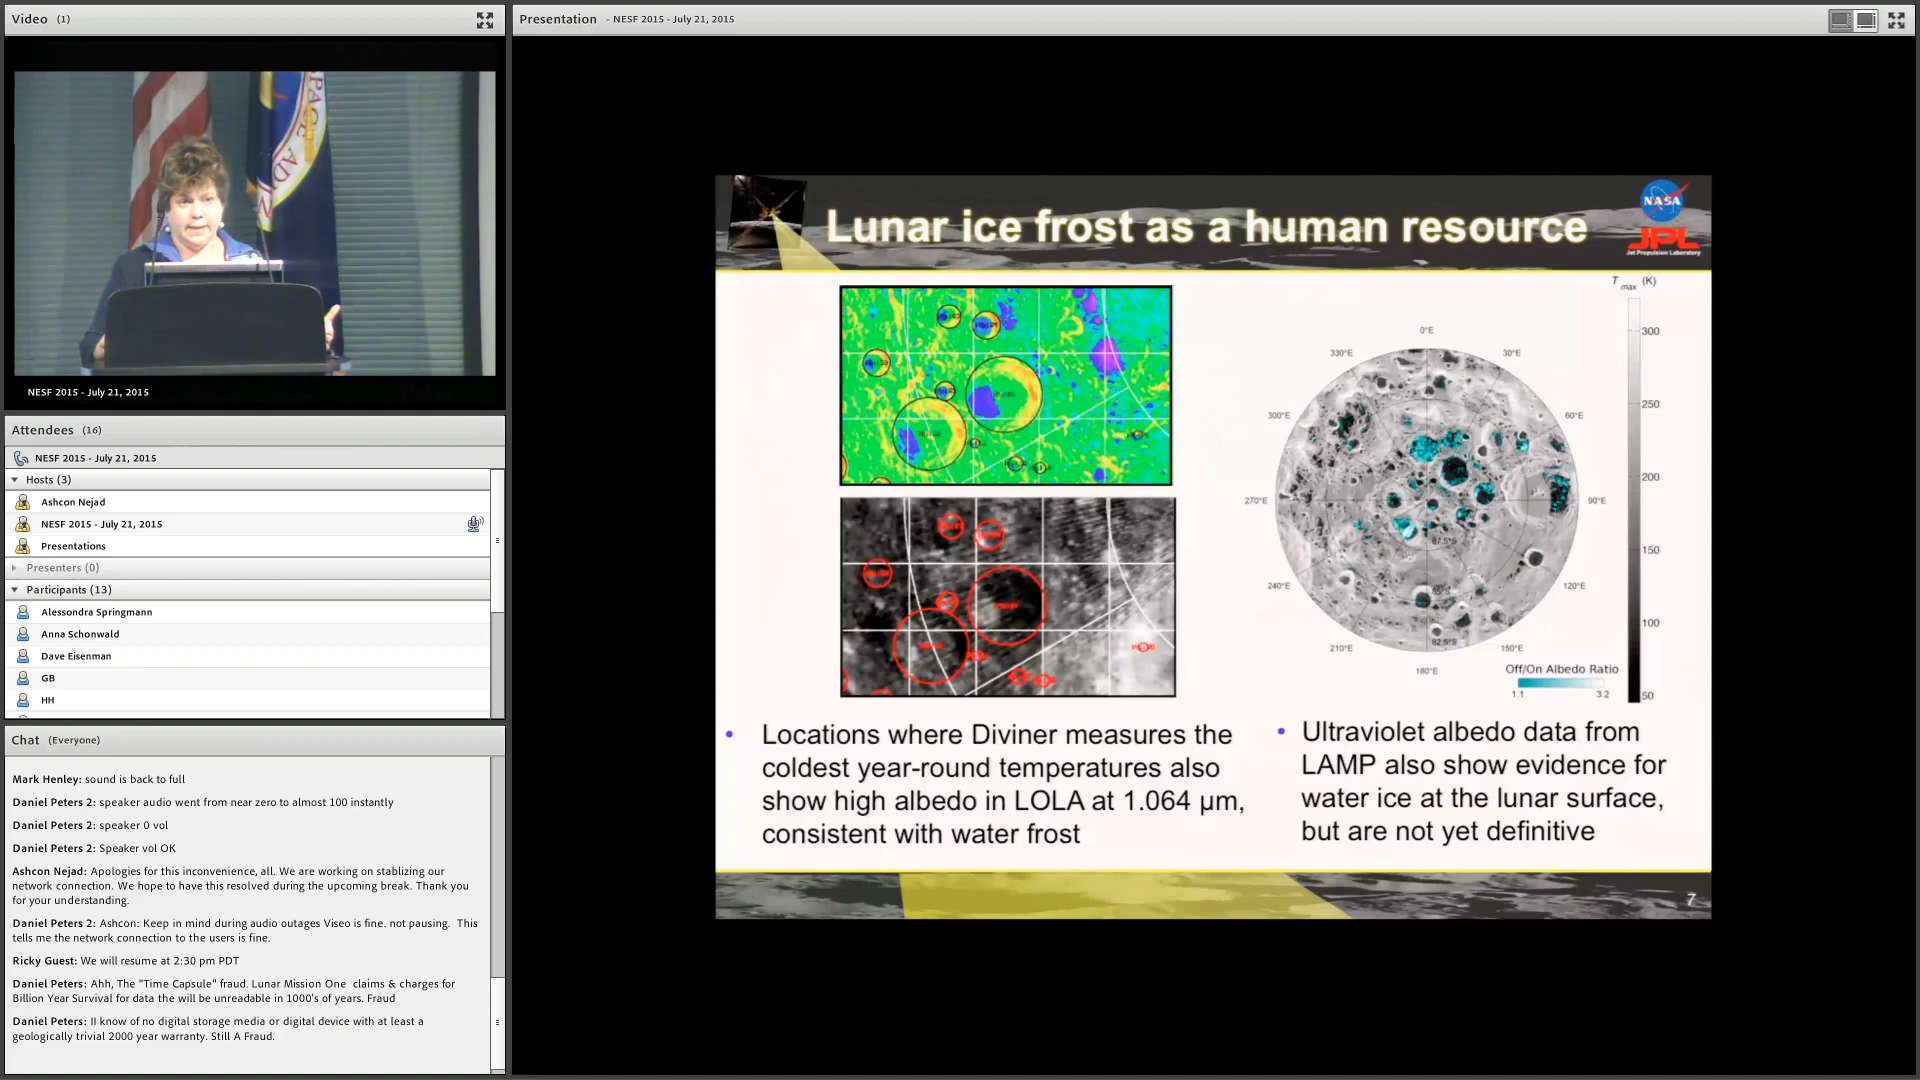 Video (1)
SPACE AD
NESF 2015 - July 21, 2015
Attendees (16)
NESF 2015 - July 21, 2015
Hosts (3)
Ashcon Nejad
NESF 2015 - July 21, 2015
Presentations
Presenters (0)
Participants (13)
Alessondra Springmann
Anna Schonwald
Dave Eisenman
GB
HH
Chat (Everyone)
Mark Henley: sound is back to full
Daniel Peters 2: speaker audio went from near zero to almost 100 instantly
Daniel Peters 2: speaker 0 vol
Daniel Peters 2: Speaker vol OK
Ashcon Nejad: Apologies for this inconvenience, all. We are working on stablizing our
network connection. We hope to have this resolved during the upcoming break. Thank you
for your understanding.
Daniel Peters 2: Ashcon: Keep in mind during audio outages Viseo is fine. not pausing. This
tells me the network connection to the users is fine.
Ricky Guest: We will resume at 2:30 pm PDT
Daniel Peters: Ahh, The "Time Capsule" fraud. Lunar Mission One claims & charges for
Billion Year Survival for data the will be unreadable in 1000's of years. Fraud
Daniel Peters: II know of no digital storage media or digital device with at least a
geologically trivial 2000 year warranty. Still A Fraud.
Presentation - NESF 2015 - July 21, 2015
Lunar ice frost as a human resource
NASA
JPL
Jet Propulsion Laboratory
T max (K)
300
250
200
150
100
50
0°E
30°E
60°E
90°E
120°E
150°E
180°E
210°E
240°E
270°E
300°E
330°E
87.5°S
85°S
82.5°S
Off/On Albedo Ratio
1.1 3.2
• Locations where Diviner measures the
coldest year-round temperatures also
show high albedo in LOLA at 1.064 µm,
consistent with water frost
• Ultraviolet albedo data from
LAMP also show evidence for
water ice at the lunar surface,
but are not yet definitive
7